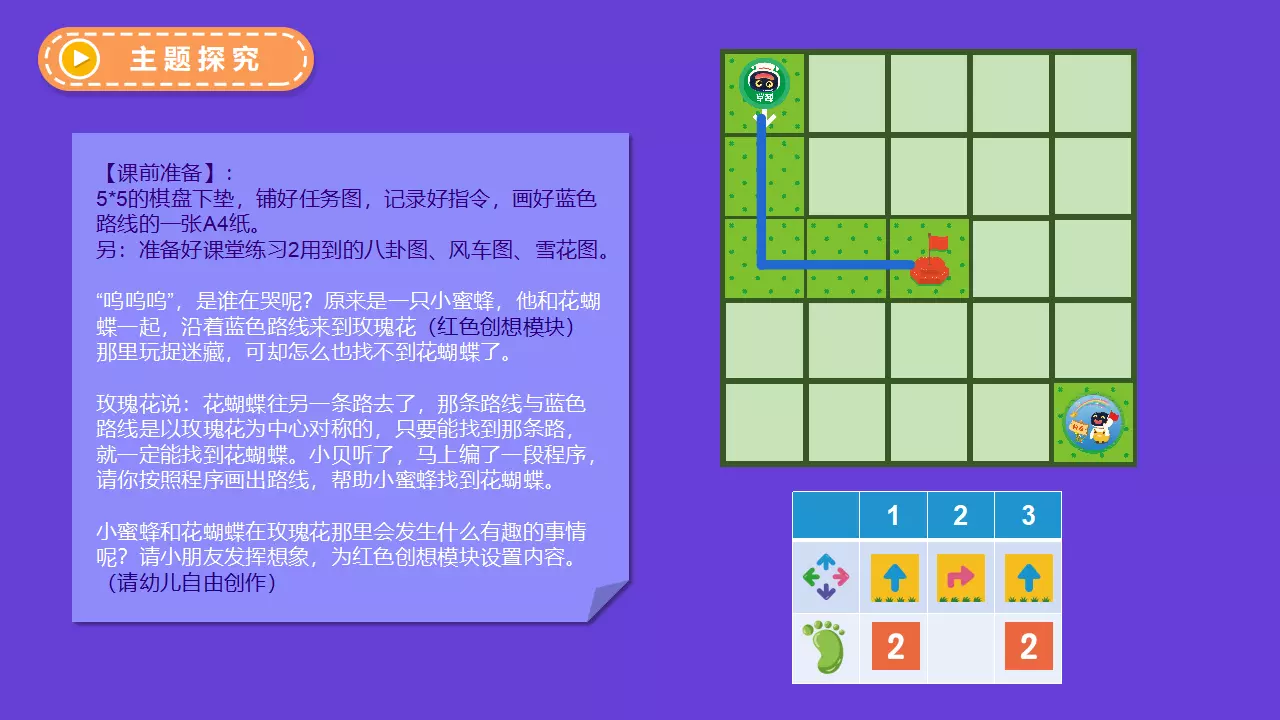 主题探究
【课前准备】:
5*5的棋盘下垫，铺好任务图，记录好指令，画好蓝色
路线的一张A4纸。
另：准备好课堂练习2用到的八卦图、风车图、雪花图。
“呜呜呜”，是谁在哭呢？原来是一只小蜜蜂，他和花蝴
蝶一起，沿着蓝色路线来到玫瑰花（红色创想模块）
那里玩捉迷藏，可却怎么也找不到花蝴蝶了。
玫瑰花说：花蝴蝶往另一条路去了，那条路线与蓝色
路线是以玫瑰花为中心对称的，只要能找到那条路，
就一定能找到花蝴蝶。小贝听了，马上编了一段程序，
请你按照程序画出路线，帮助小蜜蜂找到花蝴蝶。
小蜜蜂和花蝴蝶在玫瑰花那里会发生什么有趣的事情
呢？请小朋友发挥想象，为红色创想模块设置内容。
（请幼儿自由创作）
1 2 3
2 2